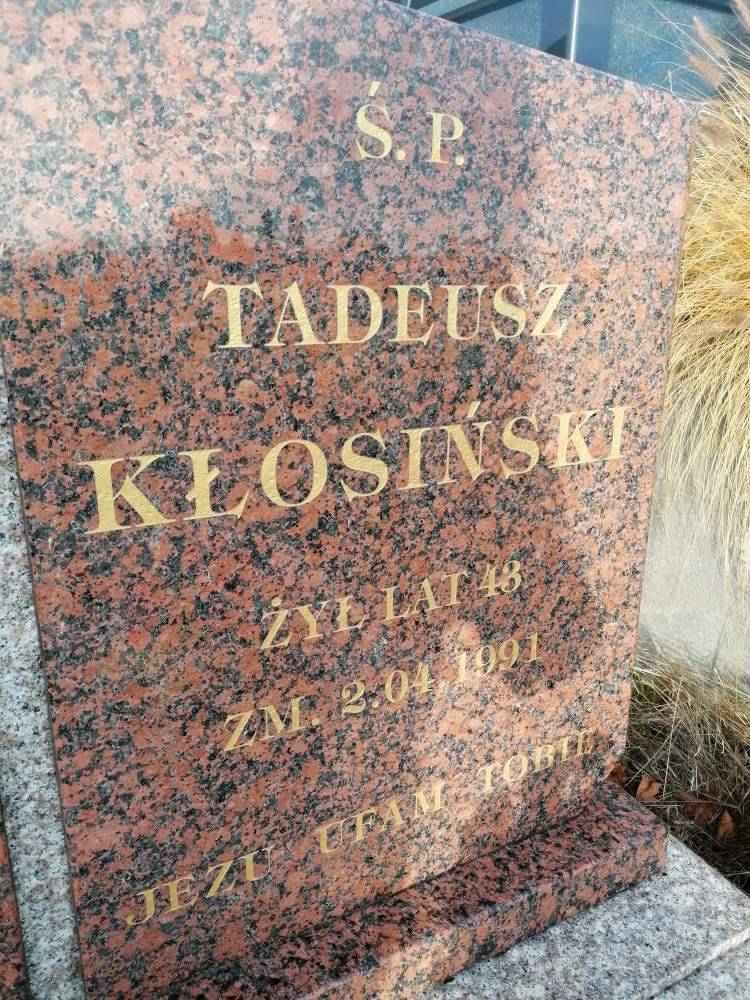 Ś. P.
TADEUSZ
KŁOSIŃSKI
ŻYŁ LAT 43
ZM. 2.04.1991
JEZU UFAM TOBIE